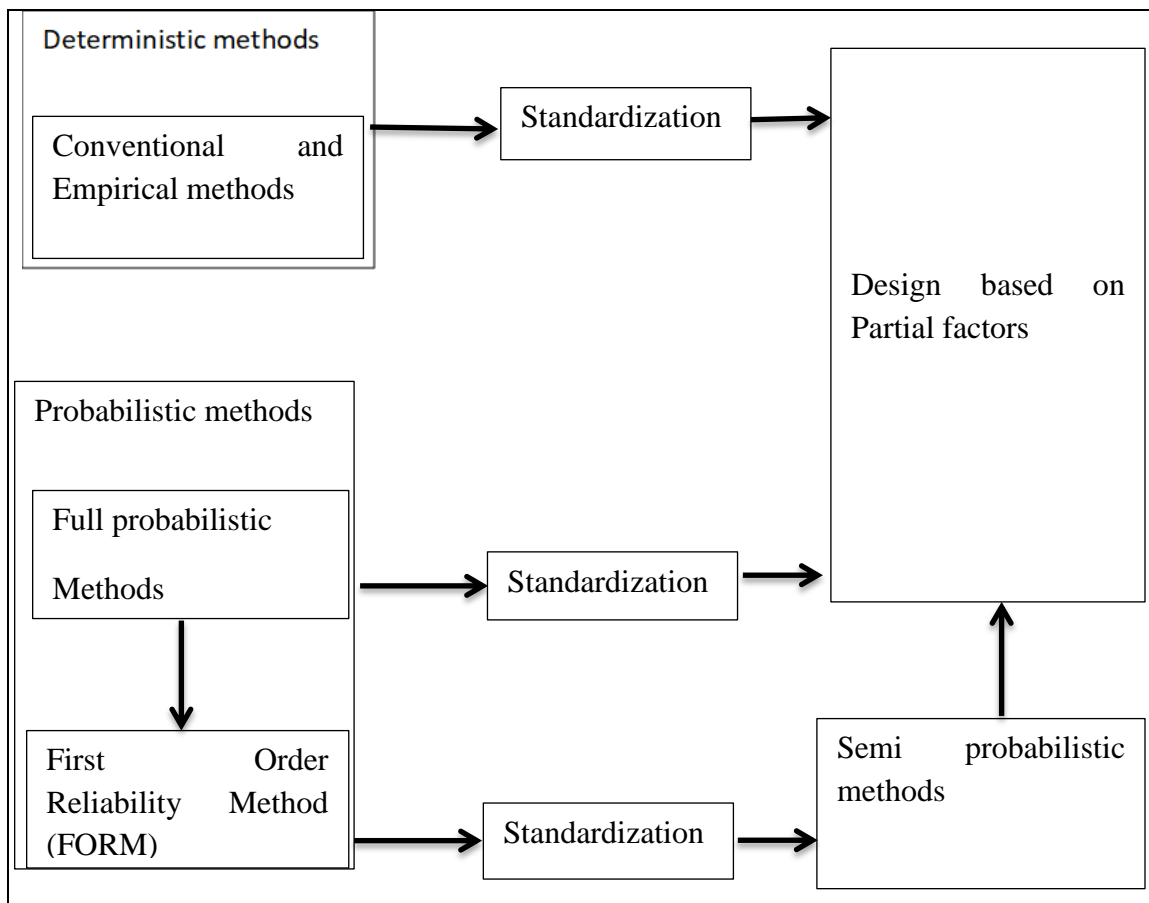 Deterministic methods
Conventional and
Empirical methods
Standardization
Design based on
Partial factors
Probabilistic methods
Full probabilistic
Methods
Standardization
First Order
Reliability Method
(FORM)
Standardization
Semi probabilistic
methods